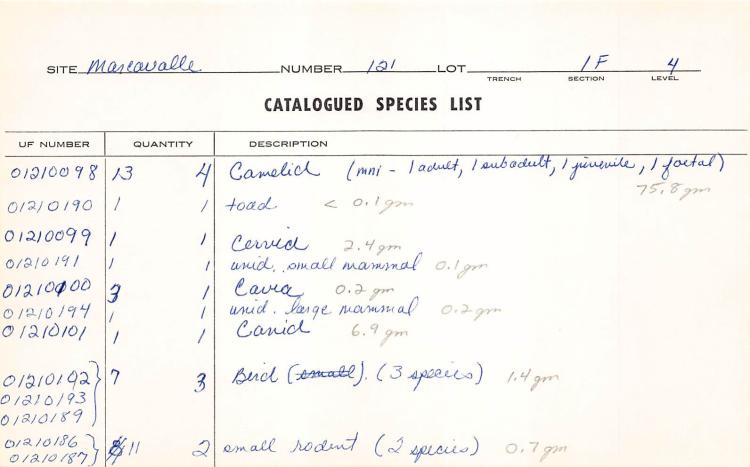 SITE Marcavalle NUMBER 121 LOT 1F 4
TRENCH SECTION LEVEL
CATALOGUED SPECIES LIST
UF NUMBER QUANTITY DESCRIPTION
01210098 13 4 Camelid (mni - 1 adult, 1 subadult, 1 juvenile, 1 foetal)
75.8 gm
01210190 1 1 toad < 0.1 gm
01210099 1 1 Cervid 2.4 gm
01210191 1 1 unid. small mammal 0.1 gm
01210100 3 1 Cavia 0.2 gm
01210194 1 1 unid. large mammal 0.2 gm
01210101 1 1 Canid 6.9 gm
01210192 } 7 3 Bird (small). (3 species) 1.4 gm
01210193
01210189
01210186 } 11 2 small rodent (2 species) 0.7 gm
01210187